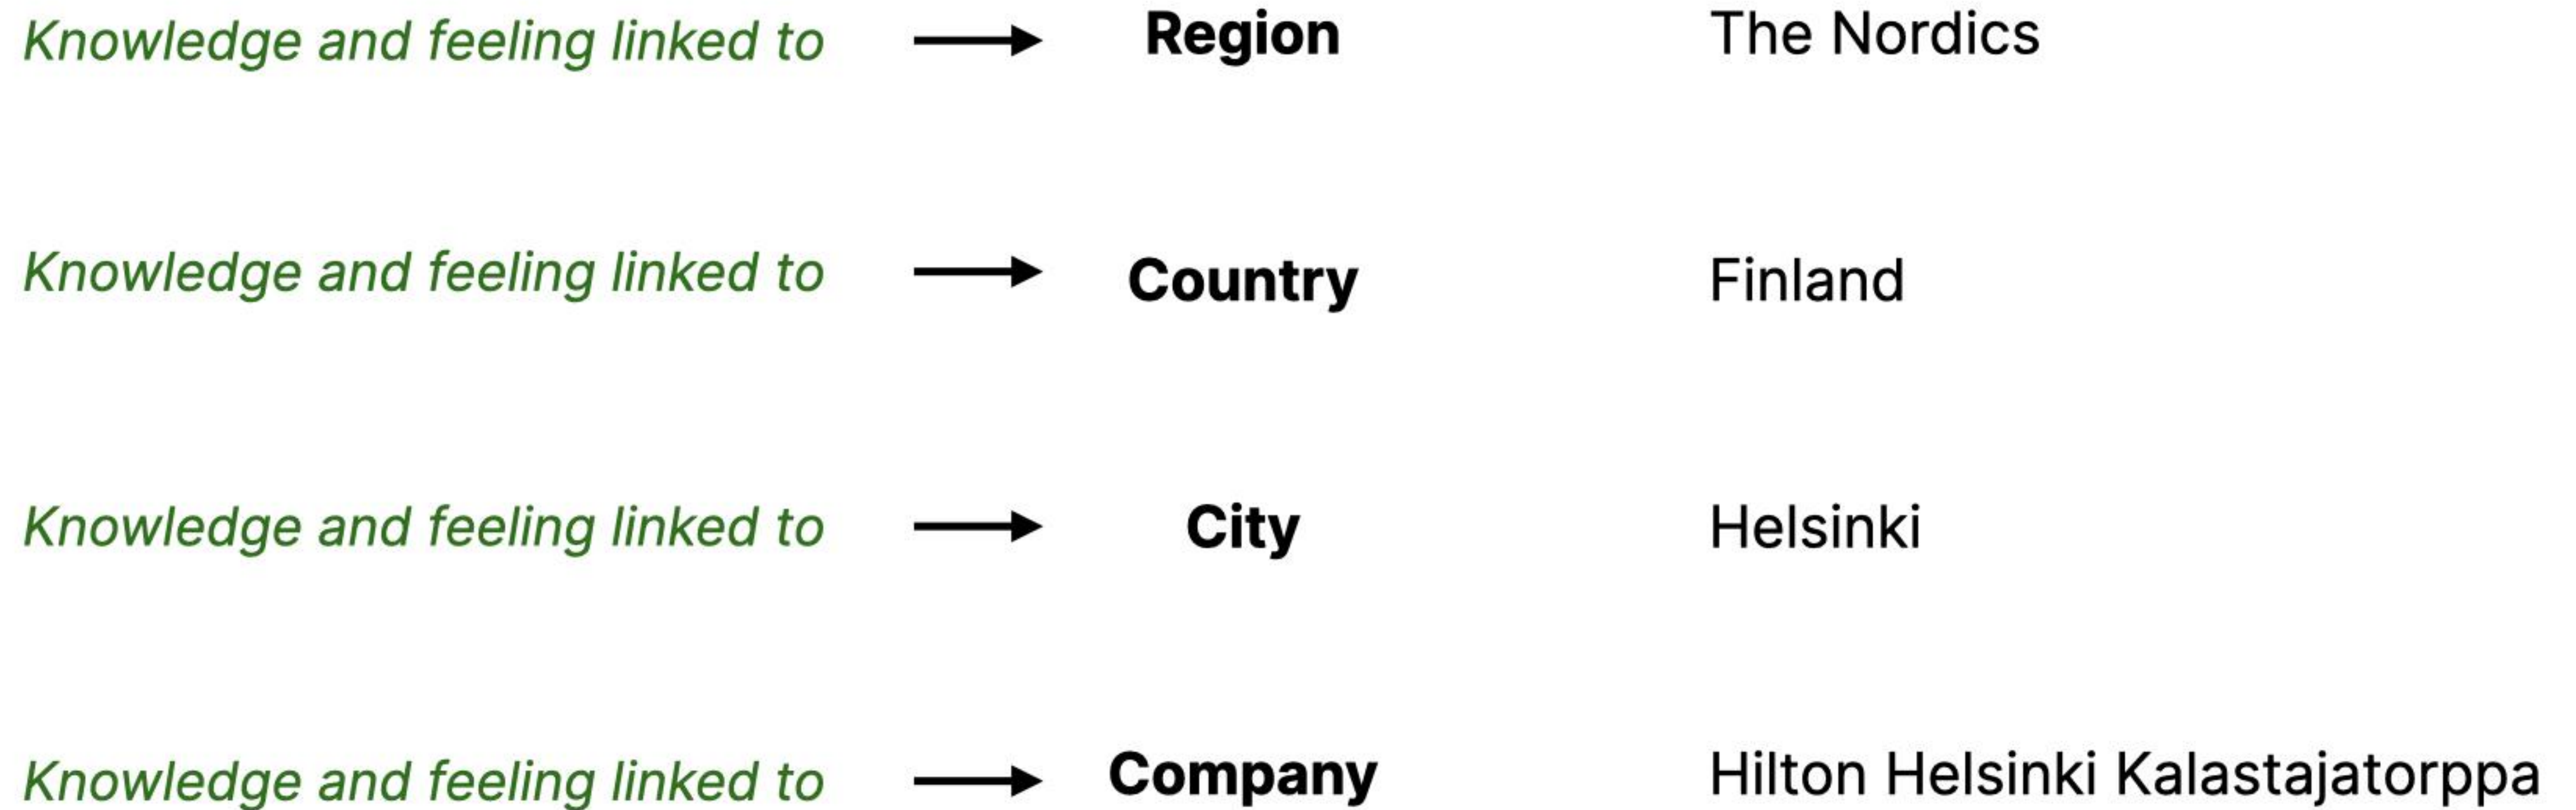 Knowledge and feeling linked to Region The Nordics
Knowledge and feeling linked to Country Finland
Knowledge and feeling linked to City Helsinki
Knowledge and feeling linked to Company Hilton Helsinki Kalastajatorppa